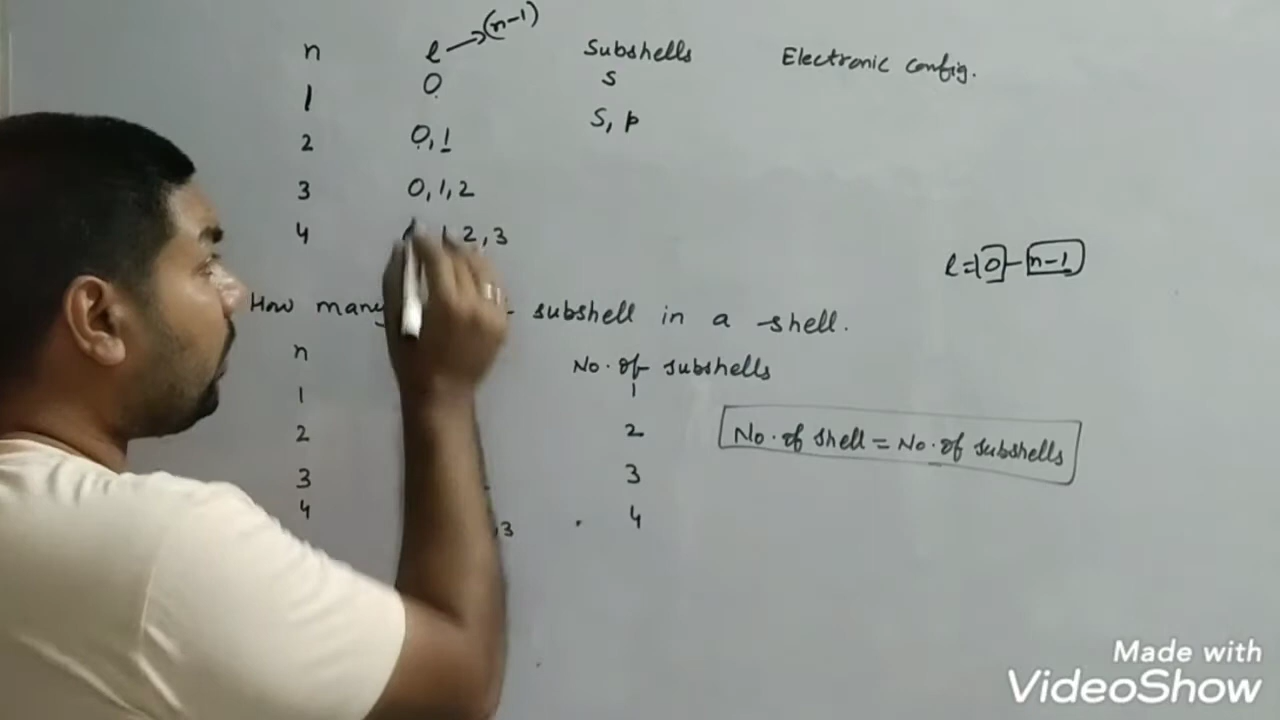 n l → (n-1) Subshells Electronic config.
1 0 s
2 0,1 s, p
3 0,1,2
4 1,2,3
l = 0 - n-1
How many subshell in a shell.
n No. of subshells
1 1
2 2
3 3
4 ,3 4
No. of shell = No. of subshells
Made with
VideoShow